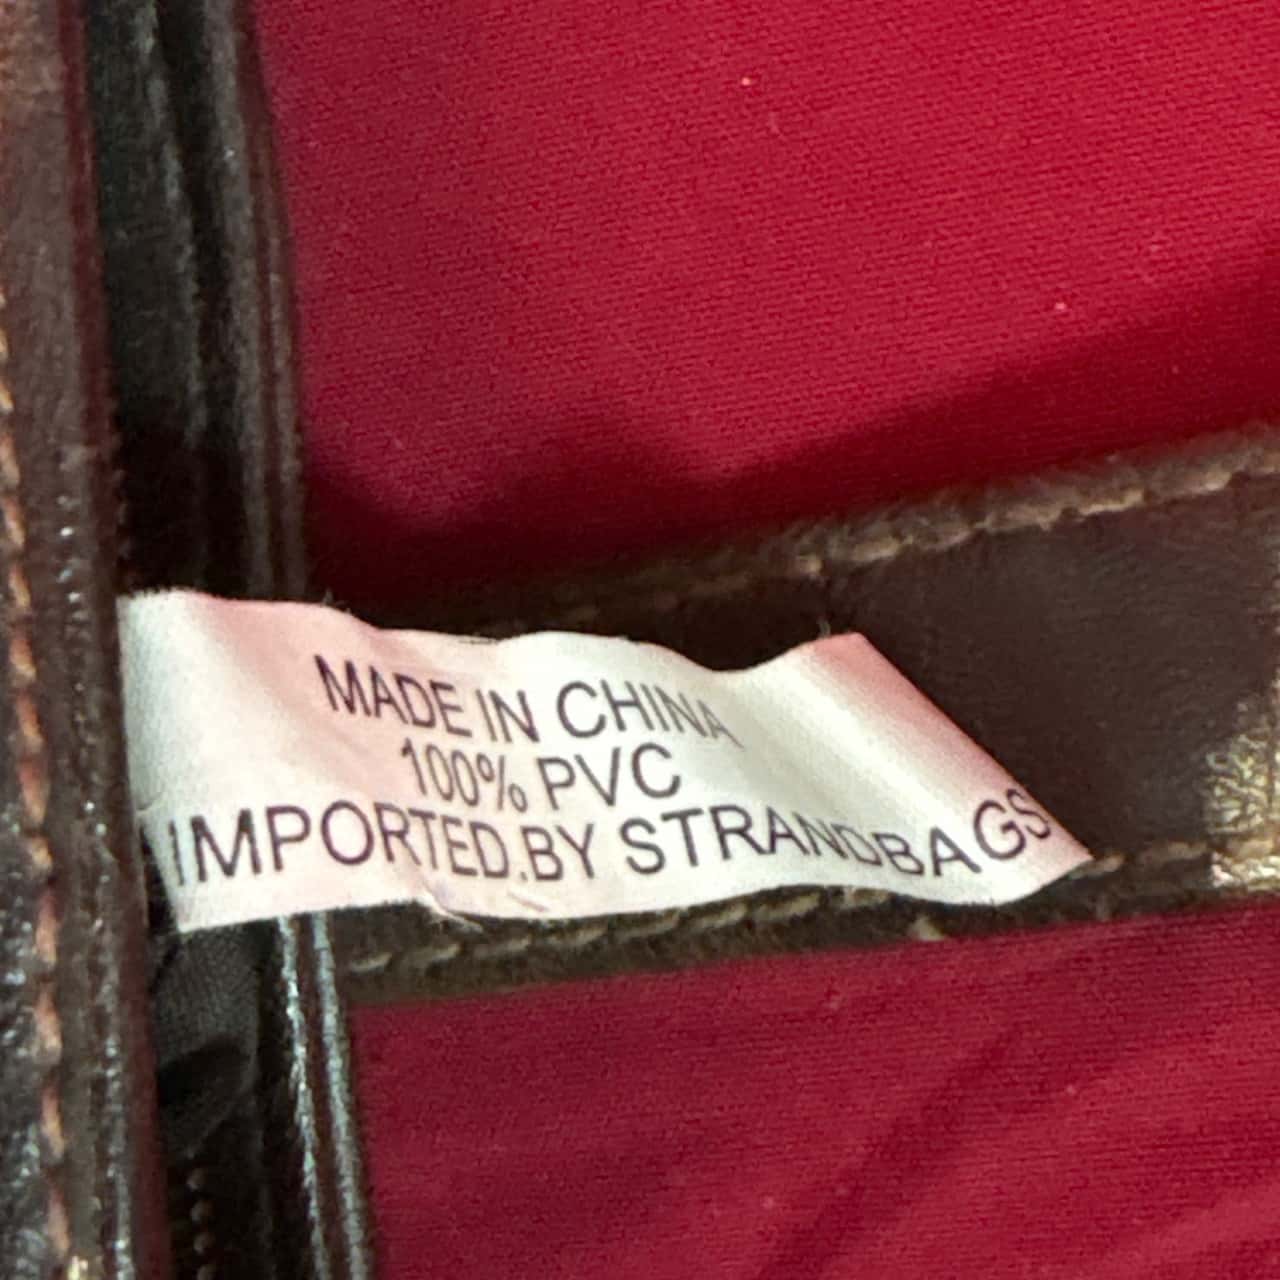 MADE IN CHINA
100% PVC
IMPORTED.BY STRANDBAGS